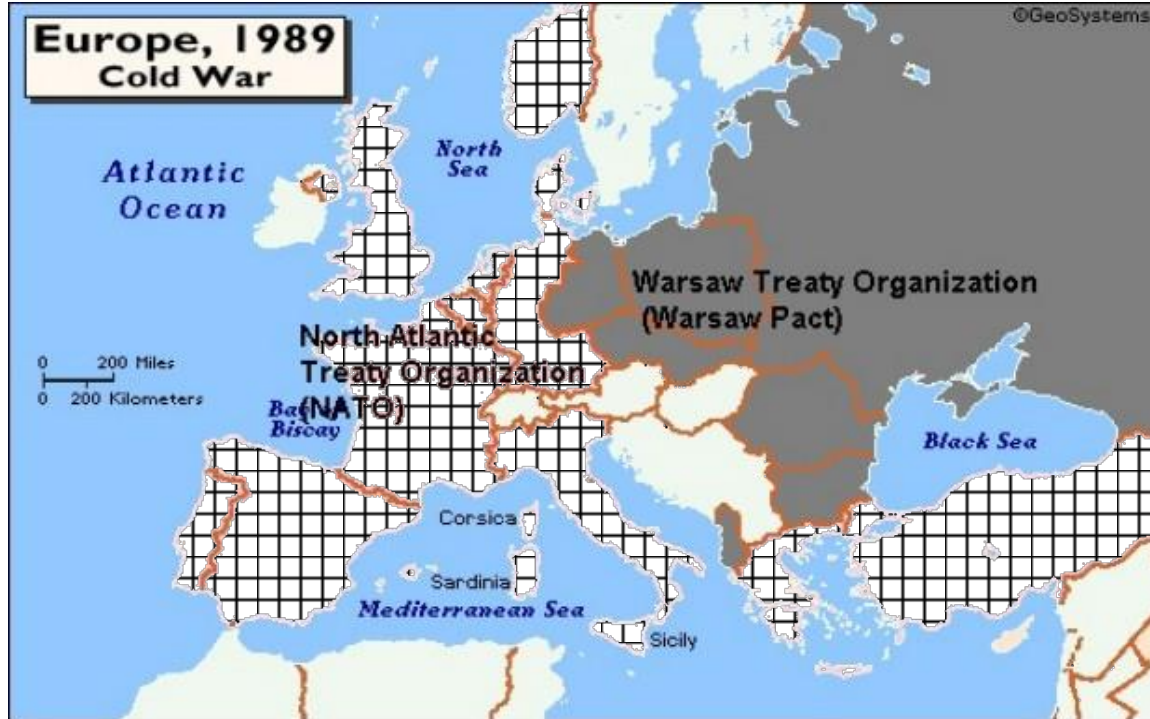 Europe, 1989
Cold War
©GeoSystems
Atlantic
Ocean
North
Sea
Warsaw Treaty Organization
(Warsaw Pact)
North Atlantic
Treaty Organization
(NATO)
0 200 Miles
0 200 Kilometers
Biscay
Black Sea
Corsica
Sardinia
Mediterranean Sea
Sicily